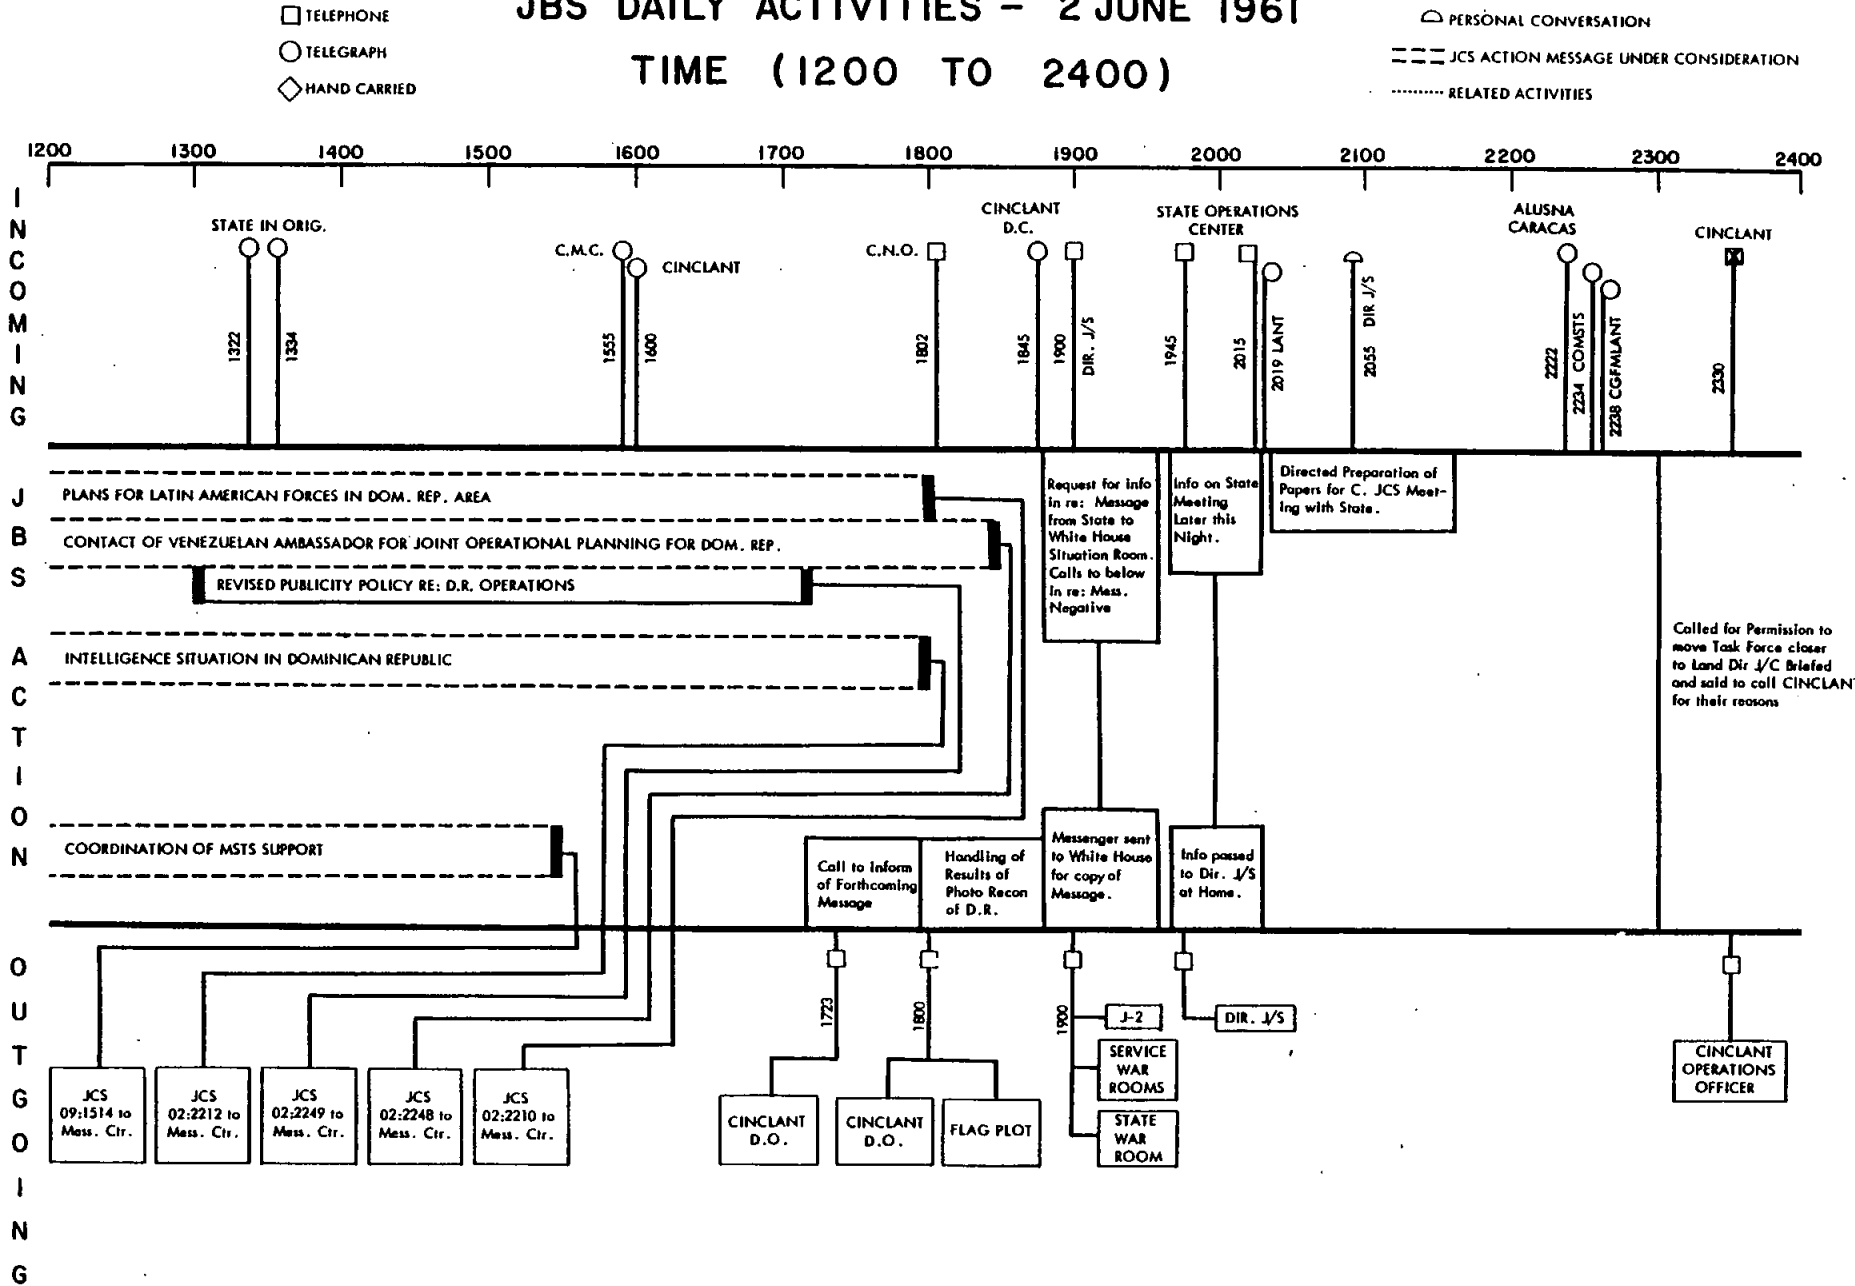 JBS DAILY ACTIVITIES - 2 JUNE 1961
TIME (1200 TO 2400)
TELEPHONE
TELEGRAPH
HAND CARRIED
PERSONAL CONVERSATION
JCS ACTION MESSAGE UNDER CONSIDERATION
RELATED ACTIVITIES
1200 1300 1400 1500 1600 1700 1800 1900 2000 2100 2200 2300 2400
INCOMING
STATE IN ORIG.
1322
1334
C.M.C.
CINCLANT
1555
1600
C.N.O.
1802
CINCLANT
D.C.
1845
1900
DIR. J/S
STATE OPERATIONS
CENTER
1945
2015
2019 LANT
2055 DIR J/S
ALUSNA
CARACAS
2222
2234 COMSTS
2238 CGFMLANT
CINCLANT
2330
JBS ACTION
PLANS FOR LATIN AMERICAN FORCES IN DOM. REP. AREA
CONTACT OF VENEZUELAN AMBASSADOR FOR JOINT OPERATIONAL PLANNING FOR DOM. REP.
REVISED PUBLICITY POLICY RE: D.R. OPERATIONS
INTELLIGENCE SITUATION IN DOMINICAN REPUBLIC
COORDINATION OF MSTS SUPPORT
Request for info
in re: Message
from State to
White House
Situation Room.
Calls to below
in re: Mess.
Negative
Info on State
Meeting
Later this
Night.
Directed Preparation of
Papers for C. JCS Meet-
ing with State.
Called for Permission to
move Task Force closer
to Land Dir J/C Briefed
and said to call CINCLANT
for their reasons
Call to inform
of Forthcoming
Message
Handling of
Results of
Photo Recon
of D.R.
Messenger sent
to White House
for copy of
Message.
Info passed
to Dir. J/S
at Home.
OUTGOING
JCS
09:1514 to
Mess. Ctr.
JCS
02:2212 to
Mess. Ctr.
JCS
02:2249 to
Mess. Ctr.
JCS
02:2248 to
Mess. Ctr.
JCS
02:2210 to
Mess. Ctr.
1723
CINCLANT
D.O.
1800
CINCLANT
D.O.
FLAG PLOT
1900
J-2
SERVICE
WAR
ROOMS
STATE
WAR
ROOM
DIR. J/S
CINCLANT
OPERATIONS
OFFICER